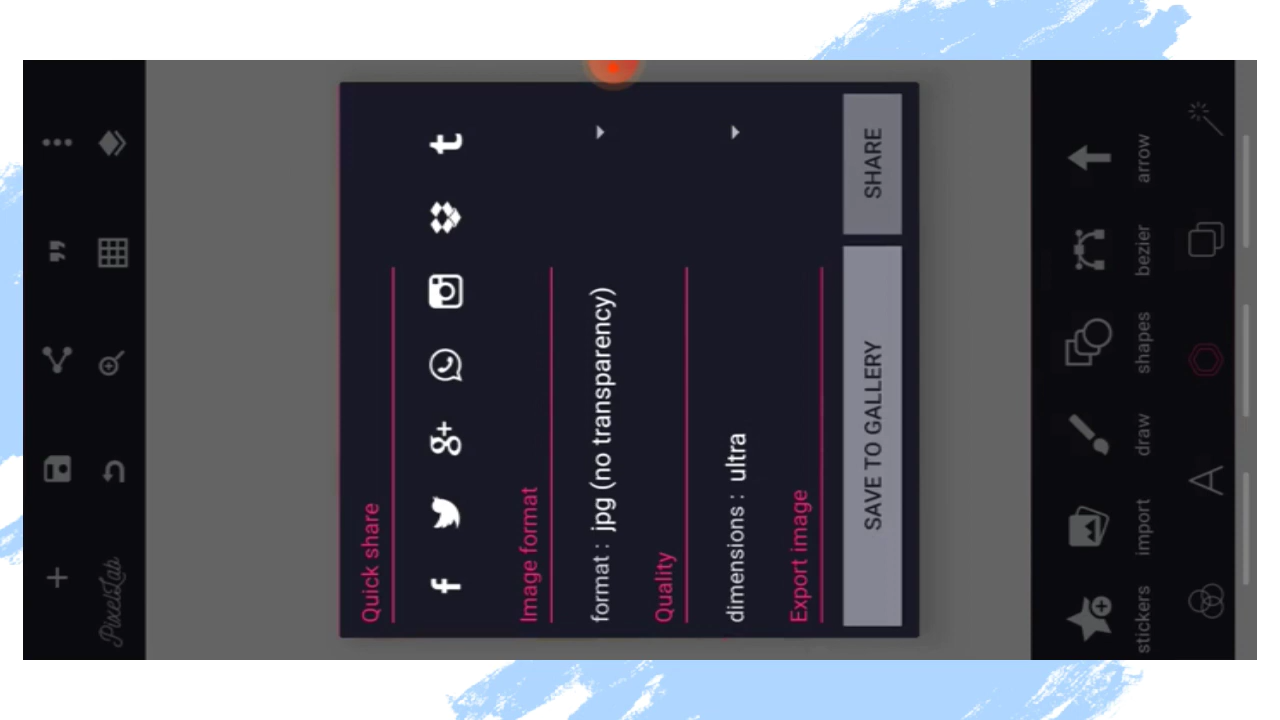 PixelLab
Quick share
Image format
format : jpg (no transparency)
Quality
dimensions : ultra
Export image
SAVE TO GALLERY
SHARE
stickers
import
draw
shapes
bezier
arrow